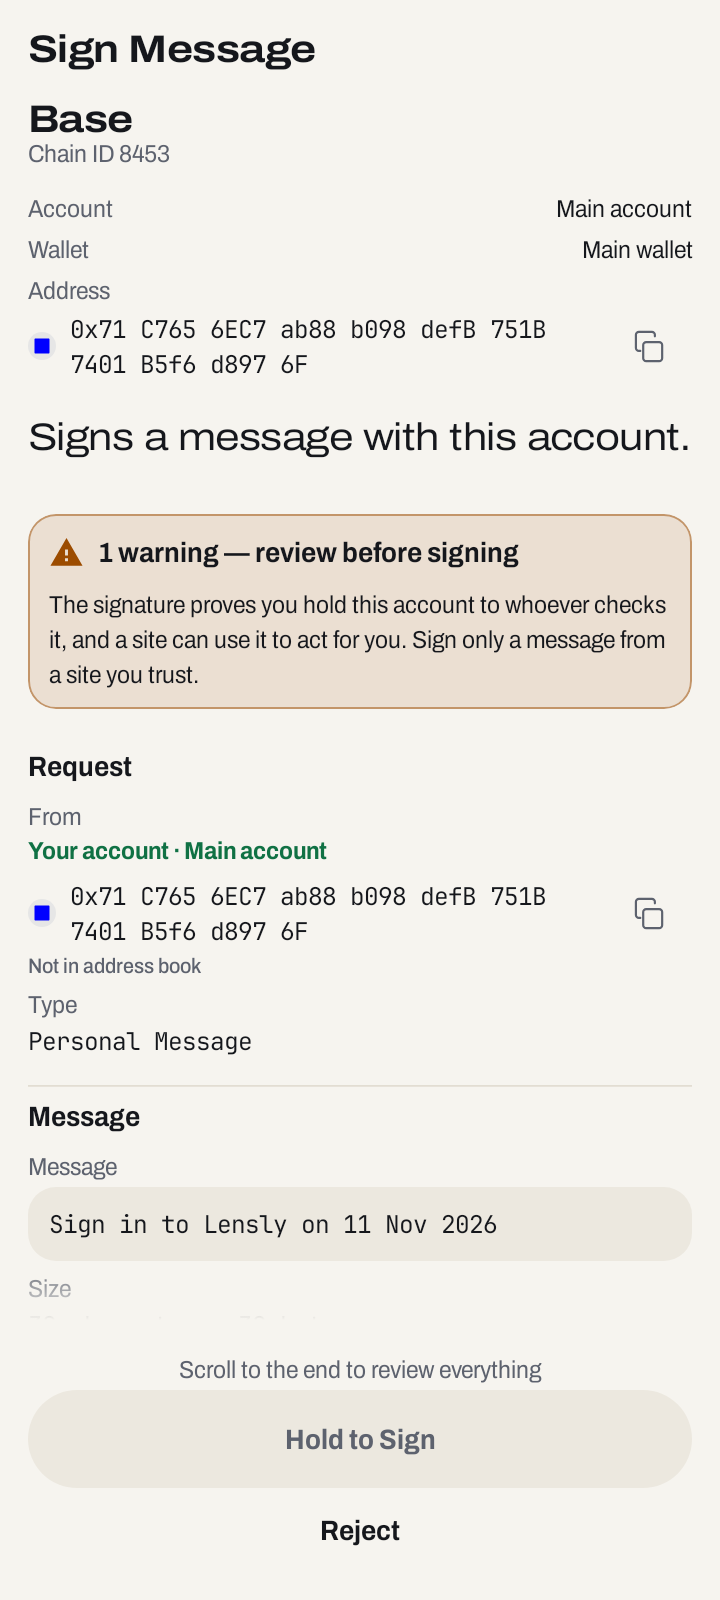 Sign Message
Base
Chain ID 8453
Account Main account
Wallet Main wallet
Address
0x71 C765 6EC7 ab88 b098 defB 751B
7401 B5f6 d897 6F
Signs a message with this account.
1 warning — review before signing
The signature proves you hold this account to whoever checks
it, and a site can use it to act for you. Sign only a message from
a site you trust.
Request
From
Your account · Main account
0x71 C765 6EC7 ab88 b098 defB 751B
7401 B5f6 d897 6F
Not in address book
Type
Personal Message
Message
Message
Sign in to Lensly on 11 Nov 2026
Size
Scroll to the end to review everything
Hold to Sign
Reject